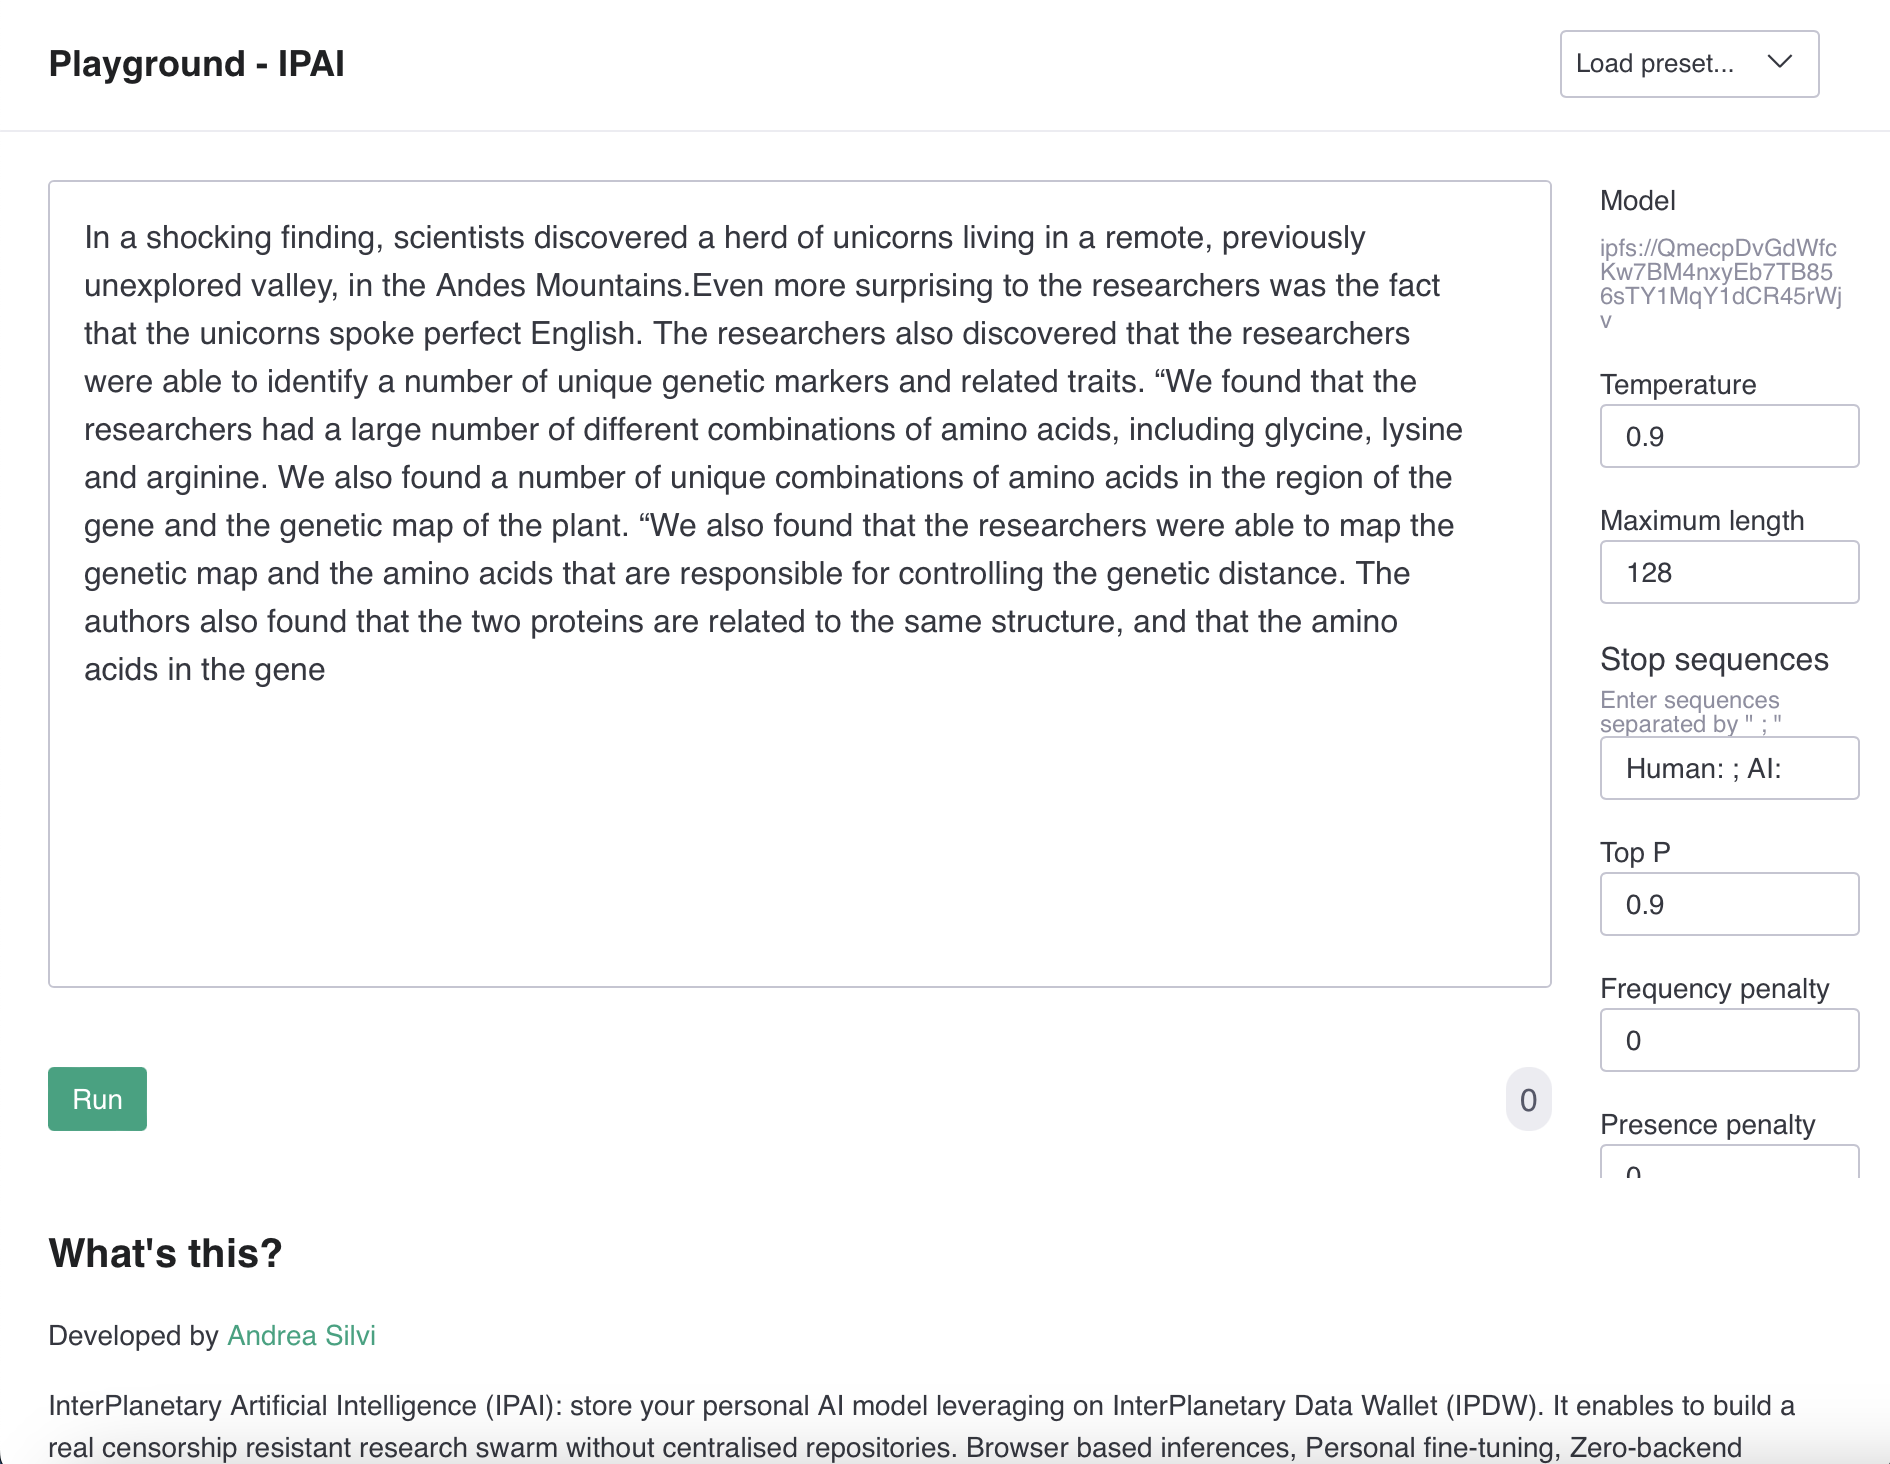 Playground - IPAI
Load preset...
In a shocking finding, scientists discovered a herd of unicorns living in a remote, previously
unexplored valley, in the Andes Mountains.Even more surprising to the researchers was the fact
that the unicorns spoke perfect English. The researchers also discovered that the researchers
were able to identify a number of unique genetic markers and related traits. “We found that the
researchers had a large number of different combinations of amino acids, including glycine, lysine
and arginine. We also found a number of unique combinations of amino acids in the region of the
gene and the genetic map of the plant. “We also found that the researchers were able to map the
genetic map and the amino acids that are responsible for controlling the genetic distance. The
authors also found that the two proteins are related to the same structure, and that the amino
acids in the gene
Run
0
Model
ipfs://QmecpDvGdWfc
Kw7BM4nxyEb7TB85
6sTY1MqY1dCR45rWj
v
Temperature
0.9
Maximum length
128
Stop sequences
Enter sequences
separated by " ; "
Human: ; AI:
Top P
0.9
Frequency penalty
0
Presence penalty
0
What's this?
Developed by Andrea Silvi
InterPlanetary Artificial Intelligence (IPAI): store your personal AI model leveraging on InterPlanetary Data Wallet (IPDW). It enables to build a
real censorship resistant research swarm without centralised repositories. Browser based inferences, Personal fine-tuning, Zero-backend